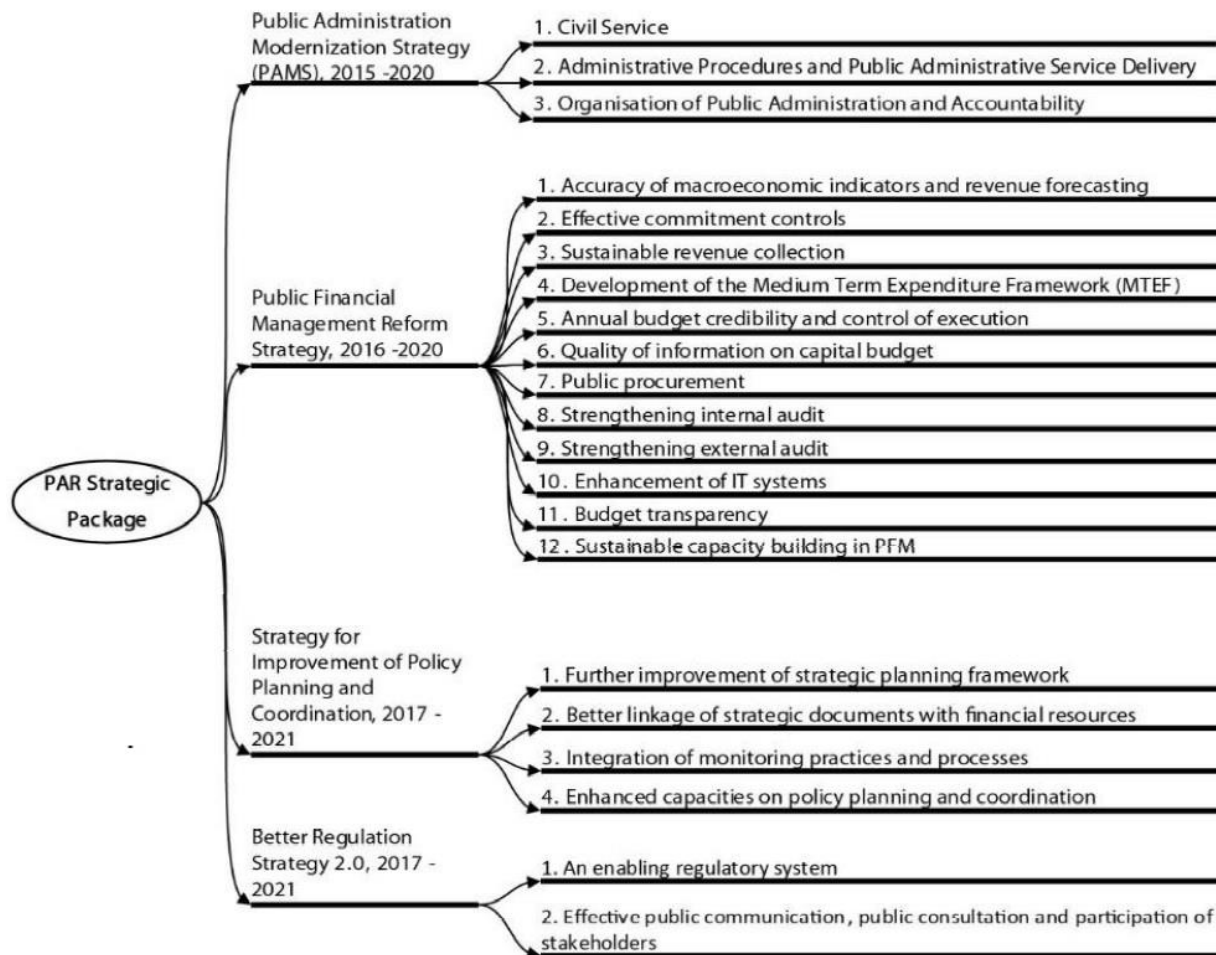 PAR Strategic
Package
Public Administration
Modernization Strategy
(PAMS), 2015 -2020
1. Civil Service
2. Administrative Procedures and Public Administrative Service Delivery
3. Organisation of Public Administration and Accountability
Public Financial
Management Reform
Strategy, 2016 -2020
1. Accuracy of macroeconomic indicators and revenue forecasting
2. Effective commitment controls
3. Sustainable revenue collection
4. Development of the Medium Term Expenditure Framework (MTEF)
5. Annual budget credibility and control of execution
6. Quality of information on capital budget
7. Public procurement
8. Strengthening internal audit
9. Strengthening external audit
10. Enhancement of IT systems
11. Budget transparency
12. Sustainable capacity building in PFM
Strategy for
Improvement of Policy
Planning and
Coordination, 2017 -
2021
1. Further improvement of strategic planning framework
2. Better linkage of strategic documents with financial resources
3. Integration of monitoring practices and processes
4. Enhanced capacities on policy planning and coordination
Better Regulation
Strategy 2.0, 2017 -
2021
1. An enabling regulatory system
2. Effective public communication, public consultation and participation of
stakeholders